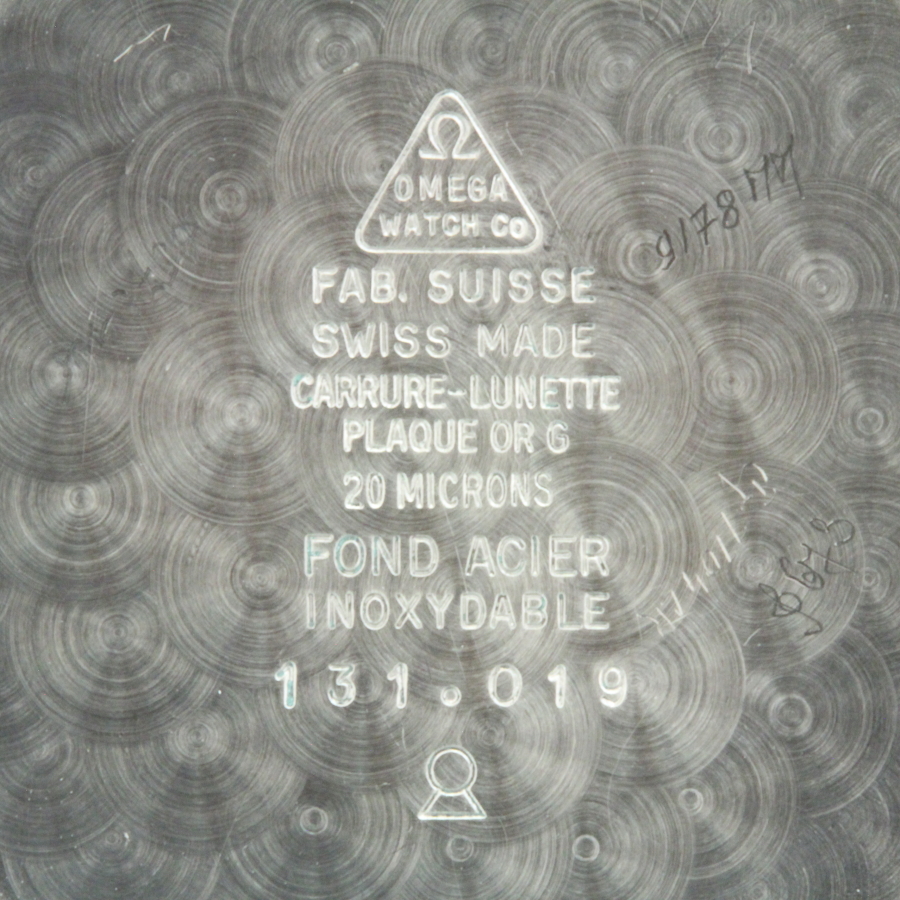 Ω
OMEGA
WATCH Co
FAB. SUISSE
SWISS MADE
CARRURE-LUNETTE
PLAQUE OR G
20 MICRONS
FOND ACIER
INOXYDABLE
131.019